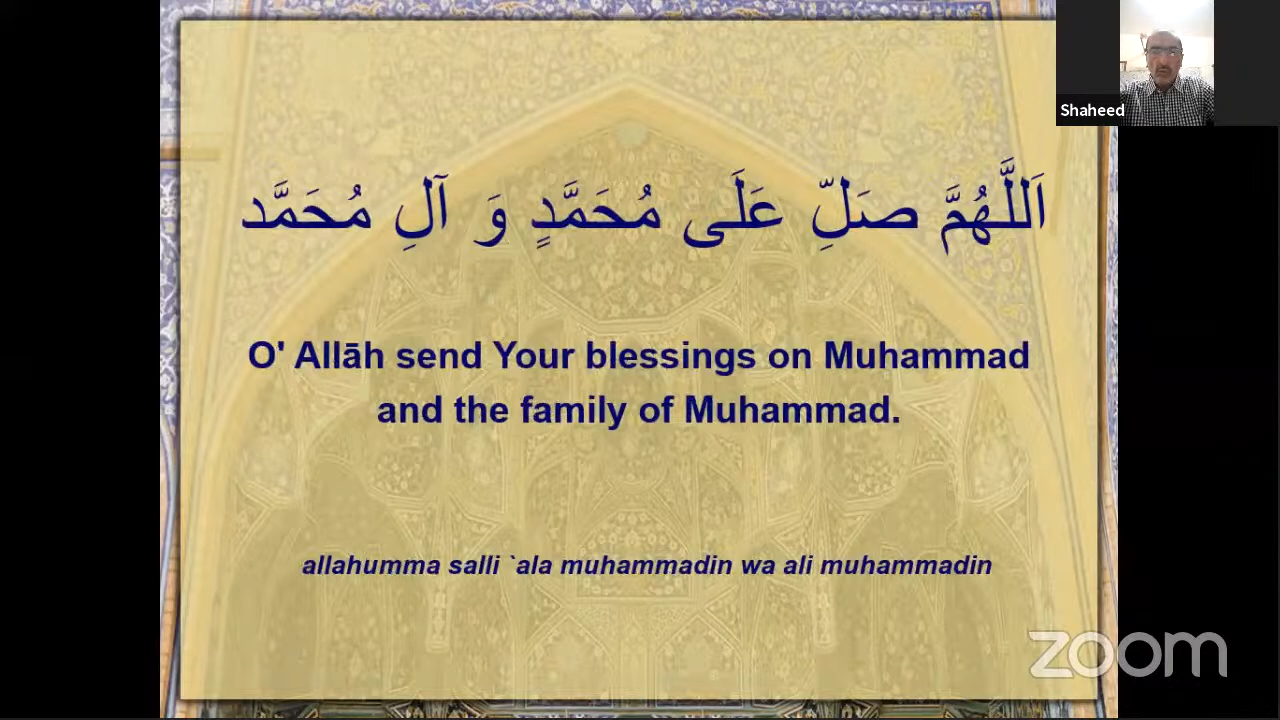 Shaheed
اَللَّهُمَّ صَلِّ عَلَى مُحَمَّدٍ وَ آلِ مُحَمَّد
O' Allāh send Your blessings on Muhammad
and the family of Muhammad.
allahumma salli `ala muhammadin wa ali muhammadin
zoom